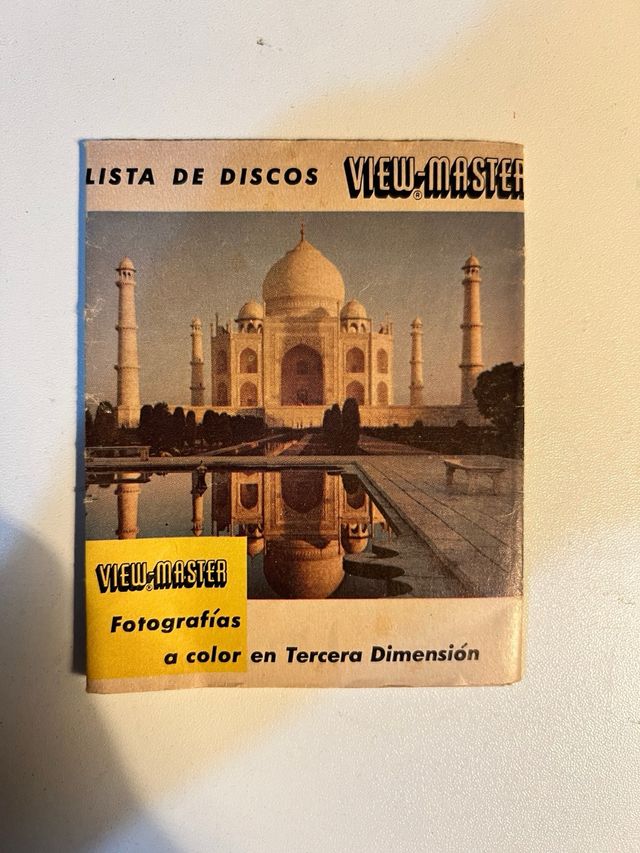 LISTA DE DISCOS VIEW-MASTER®
VIEW-MASTER®
Fotografías
a color en Tercera Dimensión